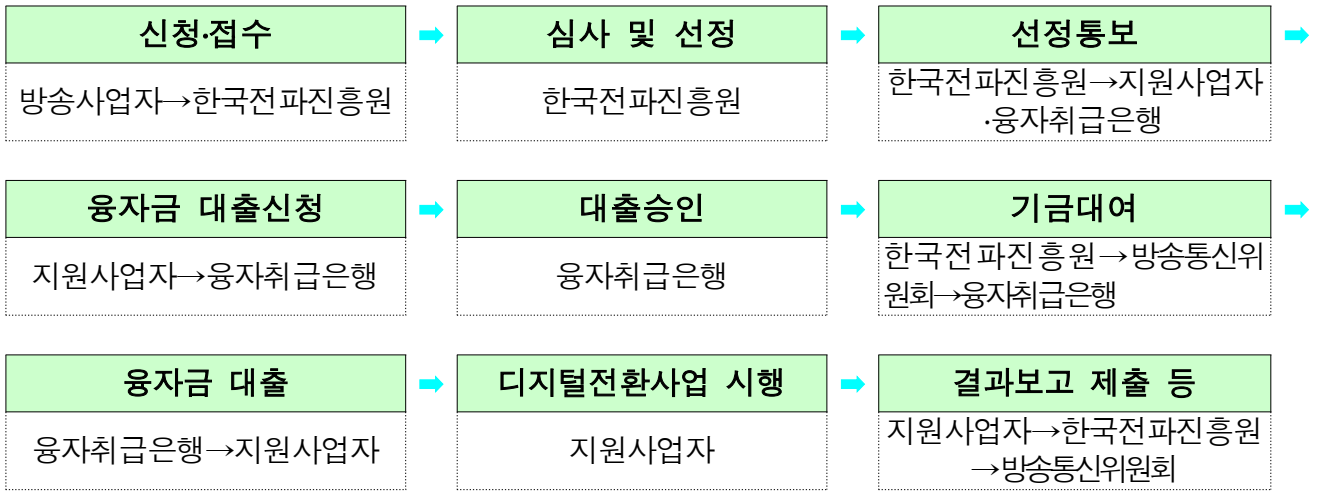 신청·접수 ➡ 심사 및 선정 ➡ 선정통보 ➡
방송사업자→한국전파진흥원
한국전파진흥원
한국전파진흥원→지원사업자
·융자취급은행
융자금 대출신청 ➡ 대출승인 ➡ 기금대여 ➡
지원사업자→융자취급은행
융자취급은행
한국전파진흥원→방송통신위
원회→융자취급은행
융자금 대출 ➡ 디지털전환사업 시행 ➡ 결과보고 제출 등
융자취급은행→지원사업자
지원사업자
지원사업자→한국전파진흥원
→방송통신위원회